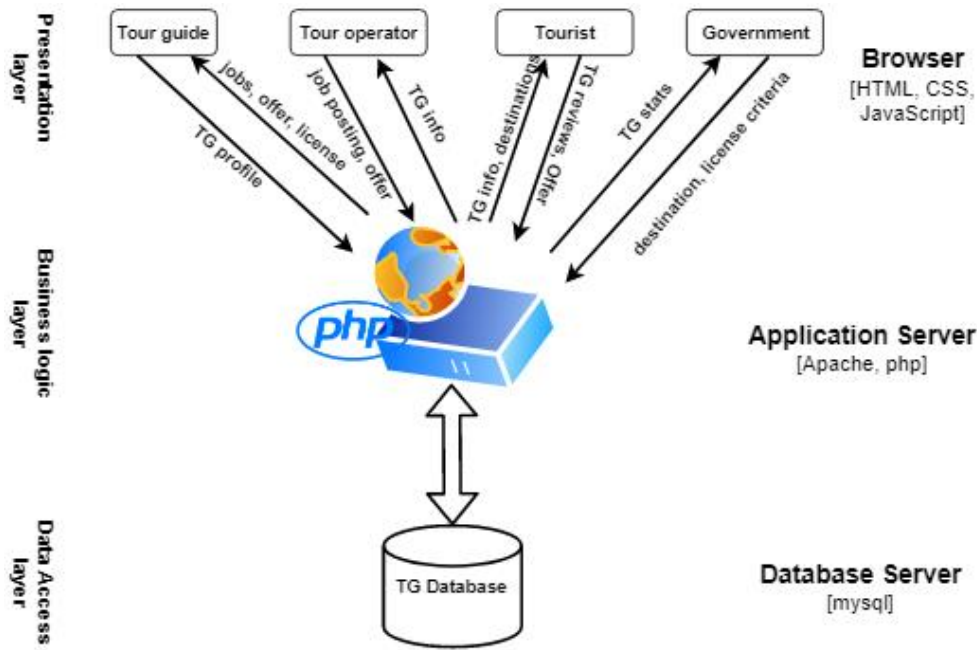 Presentation
layer
Tour guide
Tour operator
Tourist
Government
Browser
[HTML, CSS,
JavaScript]
TG profile
jobs, offer, license
job posting, offer
TG info
TG info, destinations
TG reviews, Offer
TG stats
destination, license criteria
Business logic
layer
php
Application Server
[Apache, php]
Data Access
layer
TG Database
Database Server
[mysql]